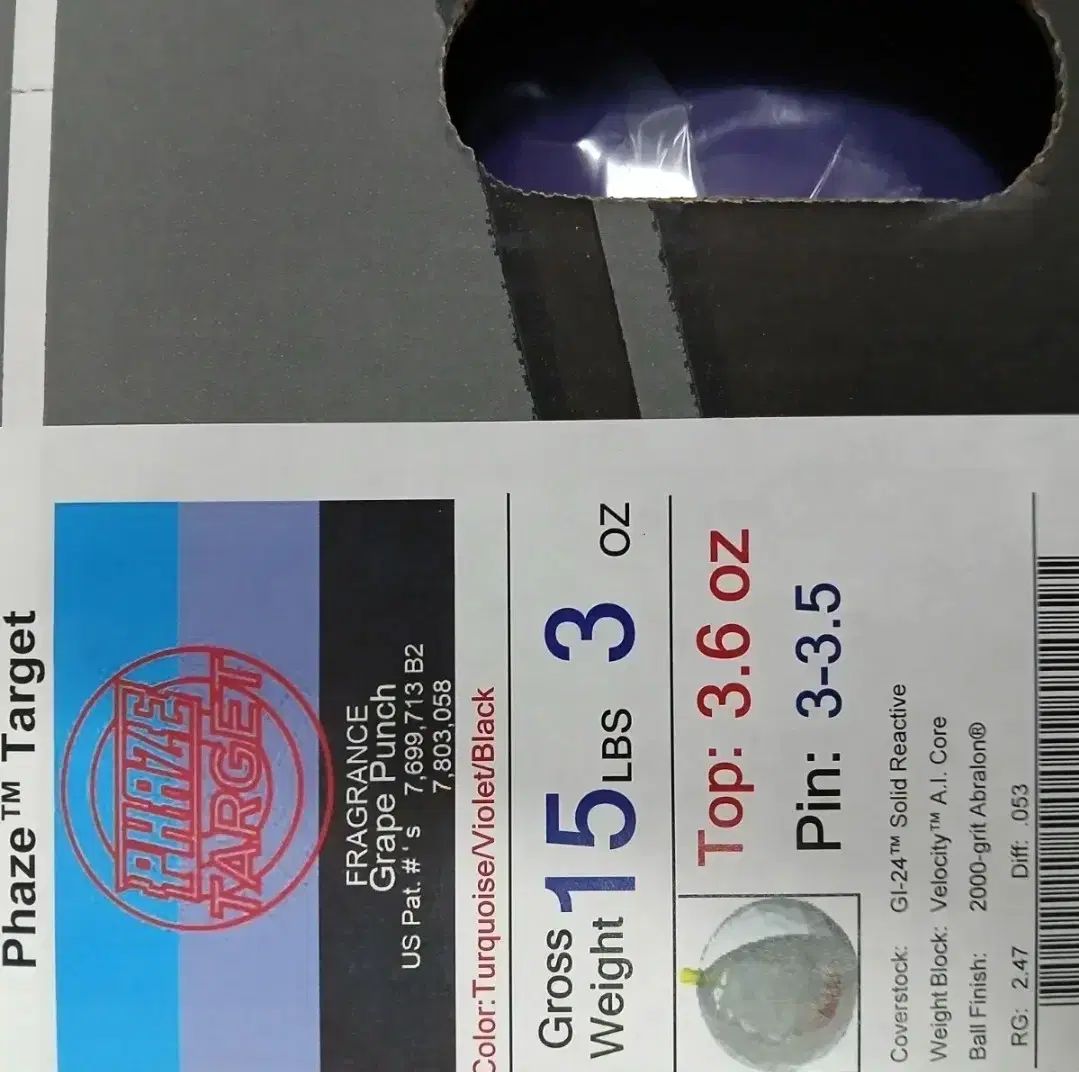 Phaze™ Target
PHAZE
TARGET
FRAGRANCE
Grape Punch
US Pat. # ' s 7,699,713 B2
7,803,058
Color:Turquoise/Violet/Black
Gross Weight 15 LBS 3 OZ
Top: 3.6 oz
Pin: 3-3.5
Coverstock: GI-24™ Solid Reactive
Weight Block: Velocity™ A.I. Core
Ball Finish: 2000-grit Abralon®
RG: 2.47 Diff: .053